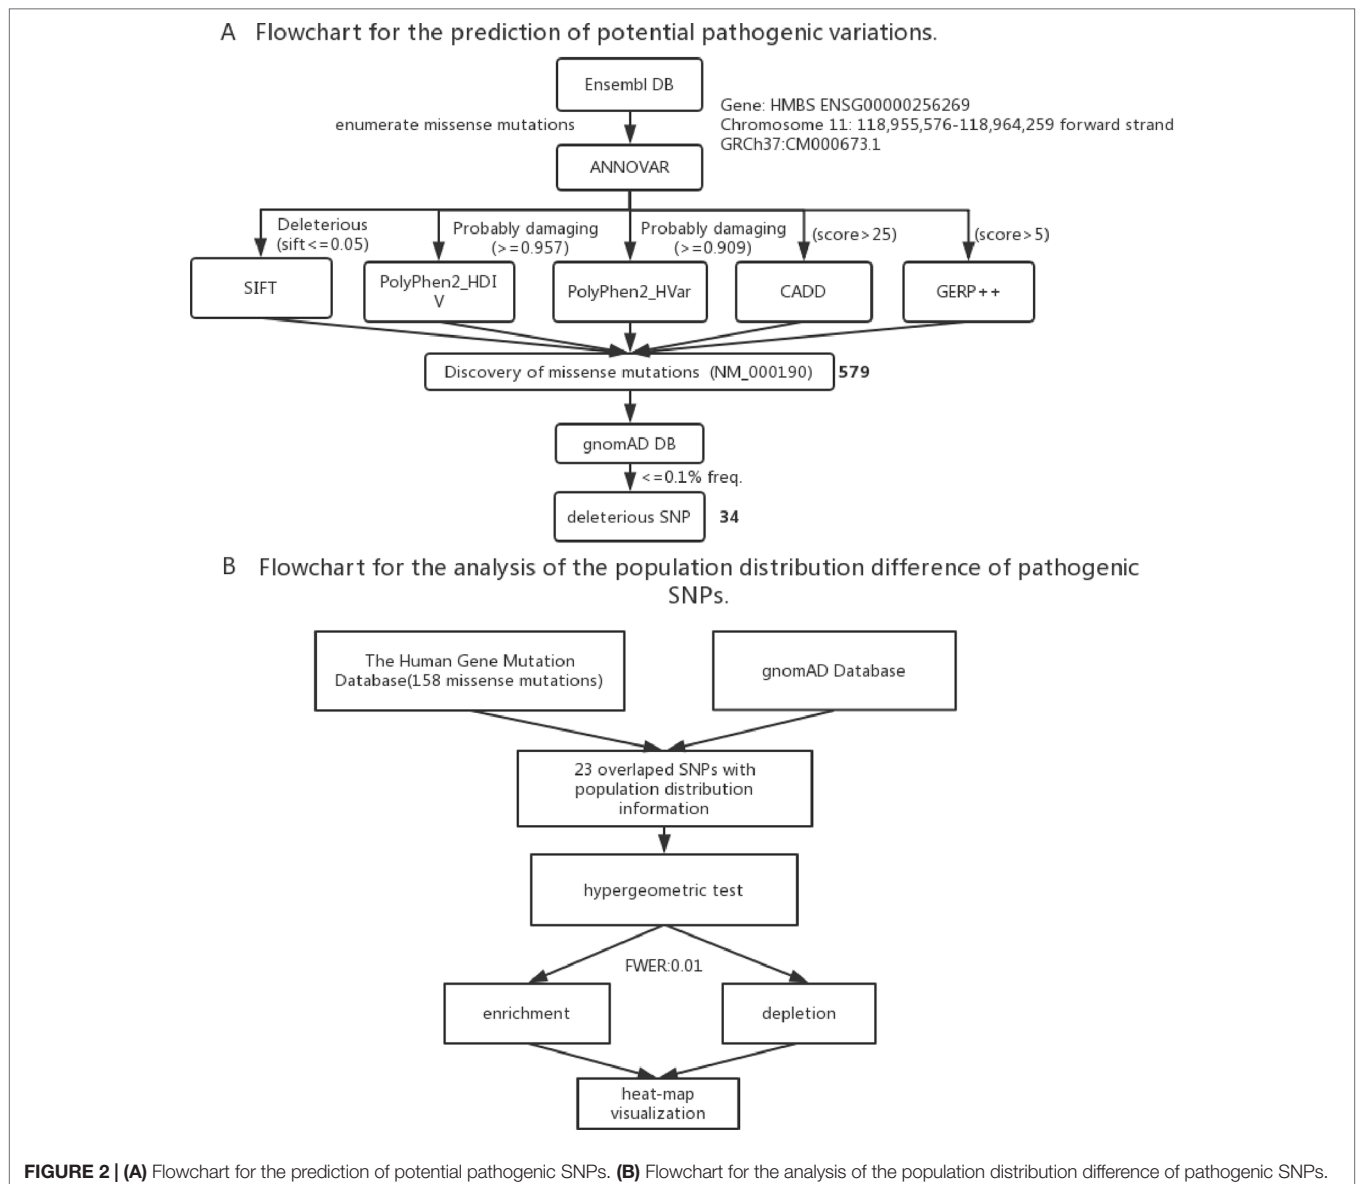 A Flowchart for the prediction of potential pathogenic variations.
Ensembl DB
enumerate missense mutations
Gene: HMBS ENSG00000256269
Chromosome 11: 118,955,576-118,964,259 forward strand
GRCh37:CM000673.1
ANNOVAR
Deleterious
(sift<=0.05)
Probably damaging
(>=0.957)
Probably damaging
(>=0.909)
(score>25)
(score>5)
SIFT
PolyPhen2_HDI
V
PolyPhen2_HVar
CADD
GERP++
Discovery of missense mutations (NM_000190) 579
gnomAD DB
<=0.1% freq.
deleterious SNP 34
B Flowchart for the analysis of the population distribution difference of pathogenic
SNPs.
The Human Gene Mutation
Database(158 missense mutations)
gnomAD Database
23 overlaped SNPs with
population distribution
information
hypergeometric test
FWER:0.01
enrichment
depletion
heat-map
visualization
FIGURE 2 | (A) Flowchart for the prediction of potential pathogenic SNPs. (B) Flowchart for the analysis of the population distribution difference of pathogenic SNPs.